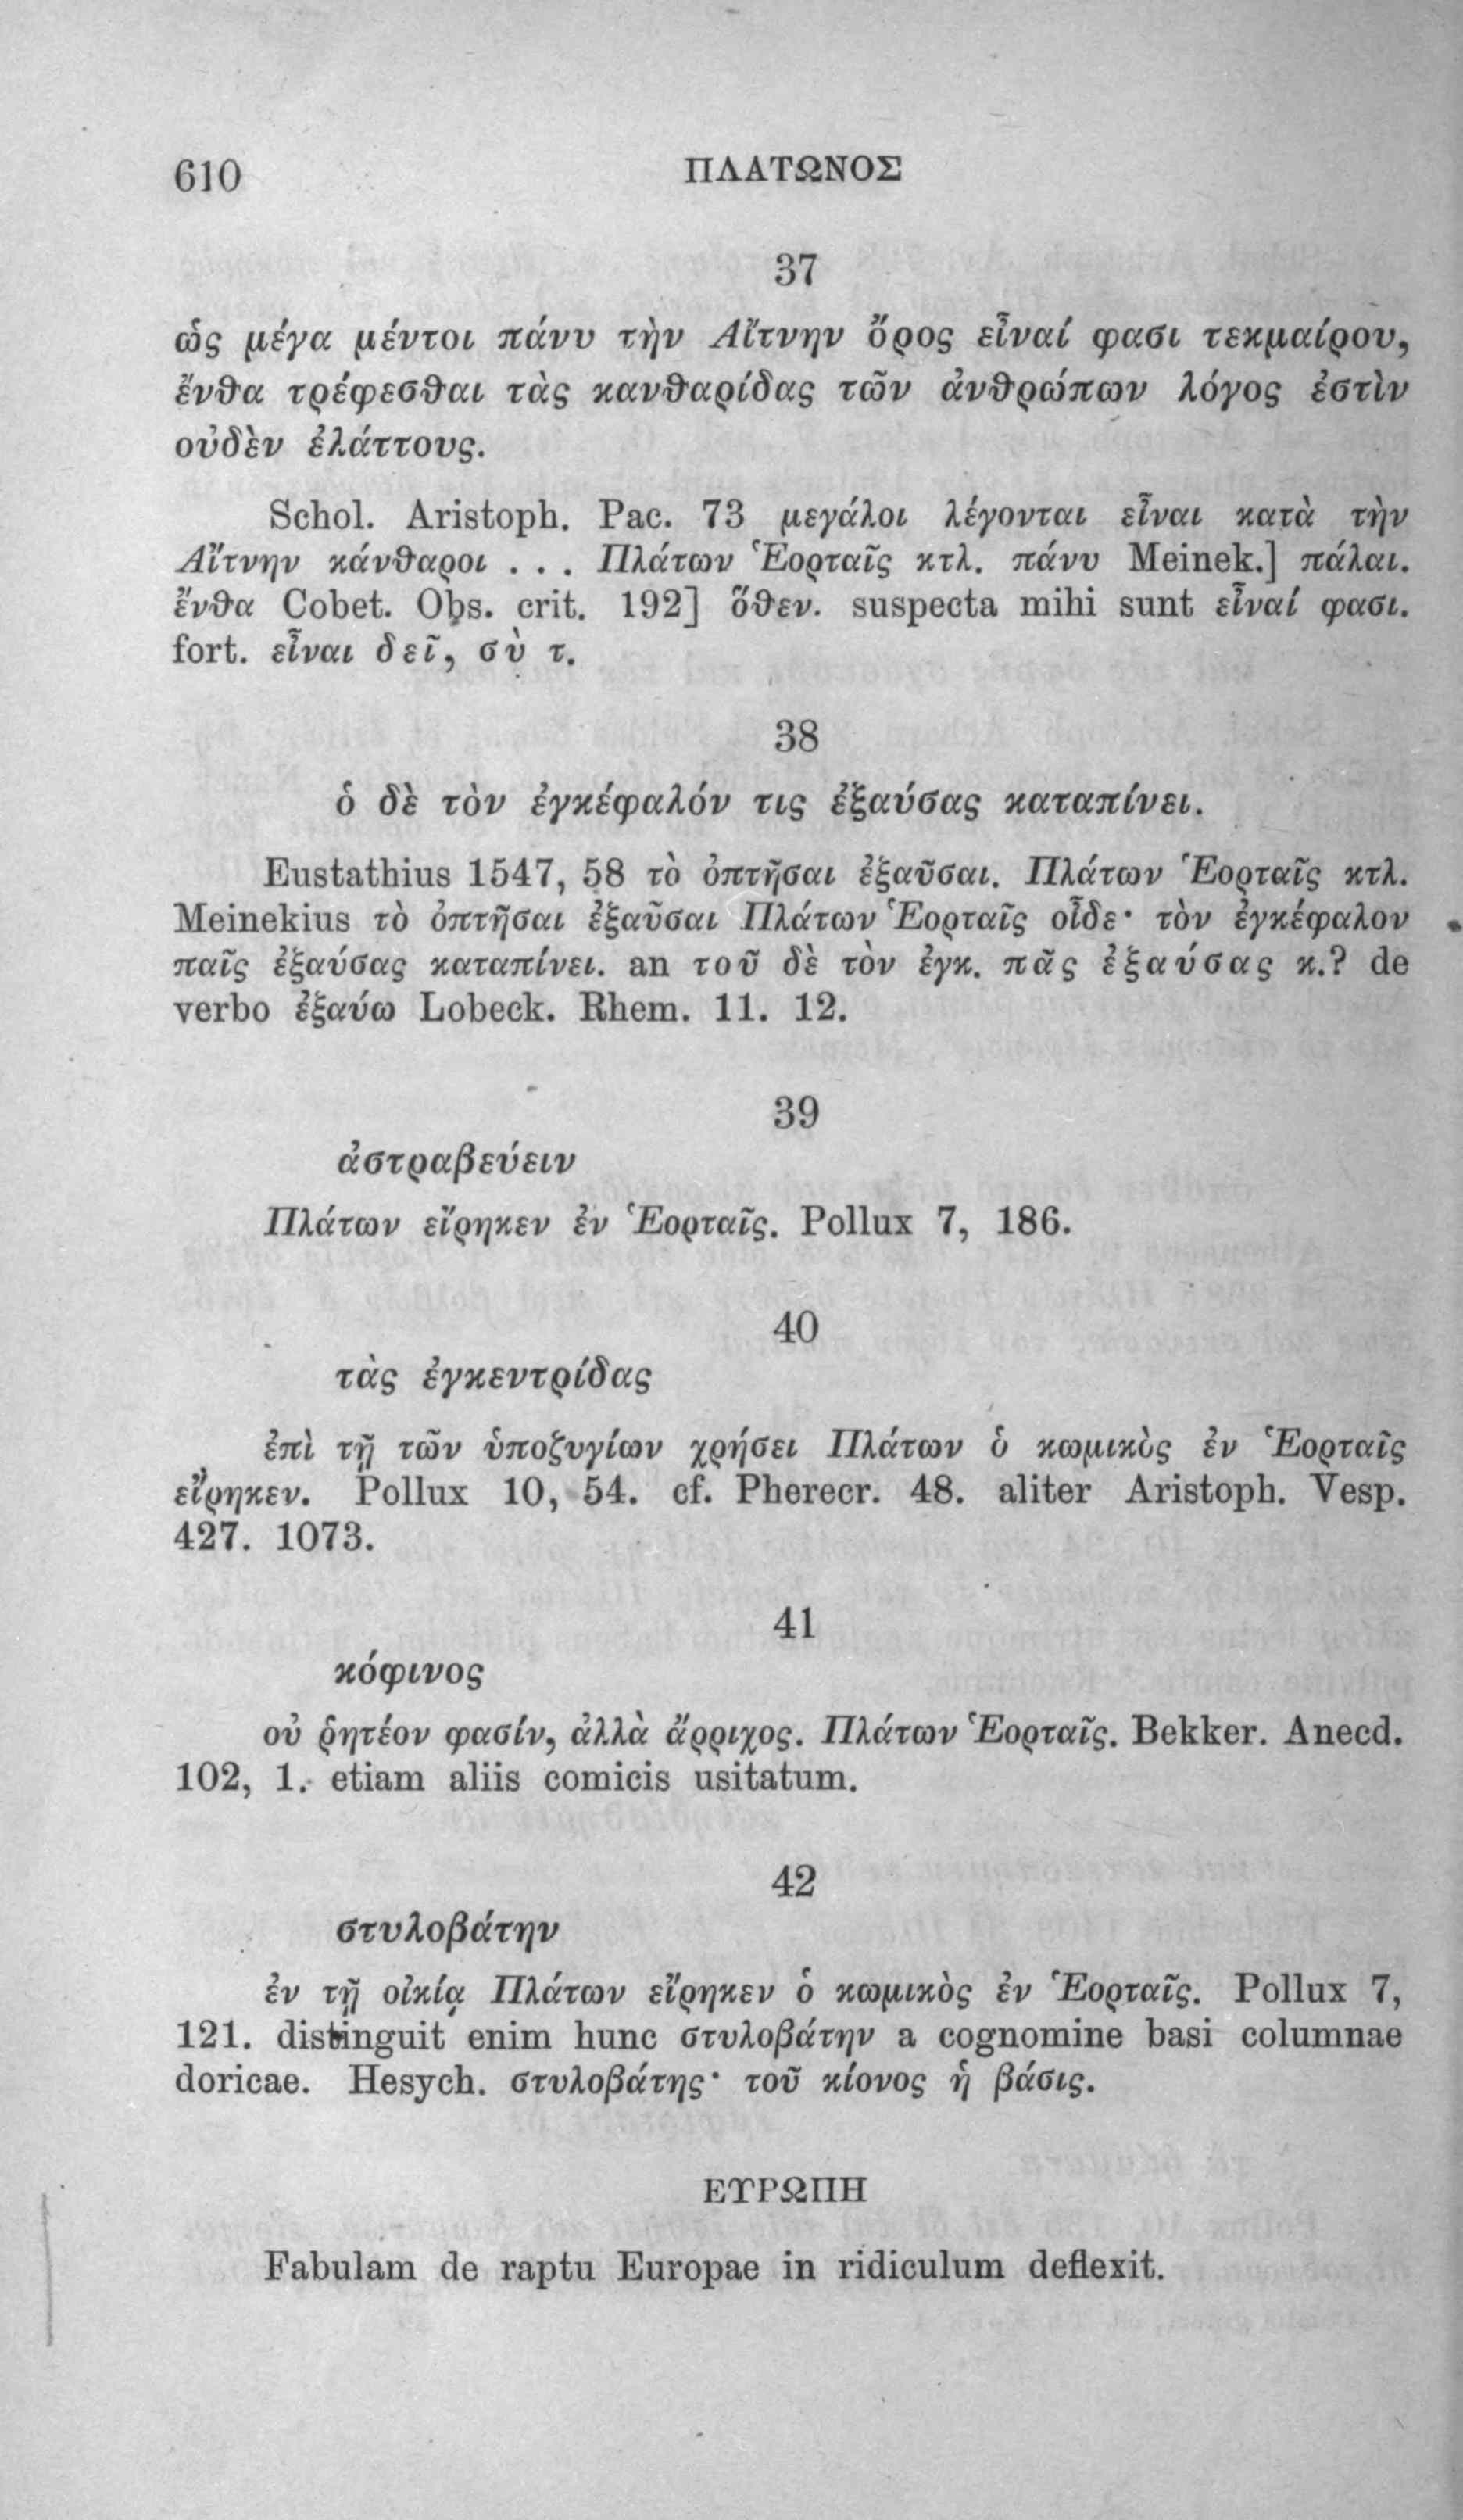 610
ΠΛΑΤΩΝΟΣ
37
ὡς μέγα μέντοι πάνυ τὴν Αἴτνην ὄρος εἶναί φασι τεκμαίρου,
ἔνθα τρέφεσθαι τὰς κανθαρίδας τῶν ἀνθρώπων λόγος ἐστὶν
οὐδὲν ἐλάττους.
Schol. Aristoph. Pac. 73 μεγάλοι λέγονται εἶναι κατὰ τὴν
Αἴτνην κάνθαροι . . . Πλάτων Ἑορταῖς κτλ. πάνυ Meinek.] πάλαι.
ἔνθα Cobet. Obs. crit. 192] ὅθεν. suspecta mihi sunt εἶναί φασι.
fort. εἶναι δεῖ, σὺ τ.
38
ὁ δὲ τὸν ἐγκέφαλόν τις ἐξαύσας καταπίνει.
Eustathius 1547, 58 τὸ ὀπτῆσαι ἐξαῦσαι. Πλάτων Ἑορταῖς κτλ.
Meinekius τὸ ὀπτῆσαι ἐξαῦσαι Πλάτων Ἑορταῖς οἶδε· τὸν ἐγκέφαλον
παῖς ἐξαύσας καταπίνει. an τοῦ δὲ τὸν ἐγκ. πᾶς ἐξαύσας κ.? de
verbo ἐξαύω Lobeck. Rhem. 11. 12.
39
ἀστραβεύειν
Πλάτων εἴρηκεν ἐν Ἑορταῖς. Pollux 7, 186.
40
τὰς ἐγκεντρίδας
ἐπὶ τῇ τῶν ὑποζυγίων χρήσει Πλάτων ὁ κωμικὸς ἐν Ἑορταῖς
εἴρηκεν. Pollux 10, 54. cf. Pherecr. 48. aliter Aristoph. Vesp.
427. 1073.
41
κόφινος
οὐ ῥητέον φασίν, ἀλλὰ ἄρριχος. Πλάτων Ἑορταῖς. Bekker. Anecd.
102, 1. etiam aliis comicis usitatum.
42
στυλοβάτην
ἐν τῇ οἰκίᾳ Πλάτων εἴρηκεν ὁ κωμικὸς ἐν Ἑορταῖς. Pollux 7,
121. distinguit enim hunc στυλοβάτην a cognomine basi columnae
doricae. Hesych. στυλοβάτης· τοῦ κίονος ἡ βάσις.
ΕΥΡΩΠΗ
Fabulam de raptu Europae in ridiculum deflexit.